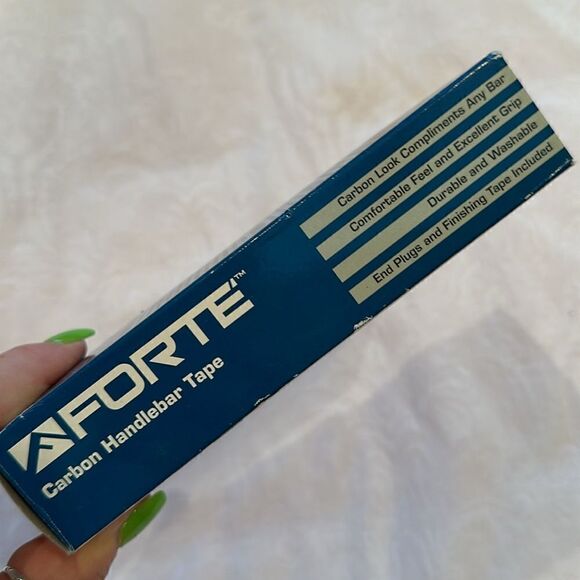 FORTÉ™
Carbon Handlebar Tape
Carbon Look Compliments Any Bar
Comfortable Feel and Excellent Grip
Durable and Washable
End Plugs and Finishing Tape Included